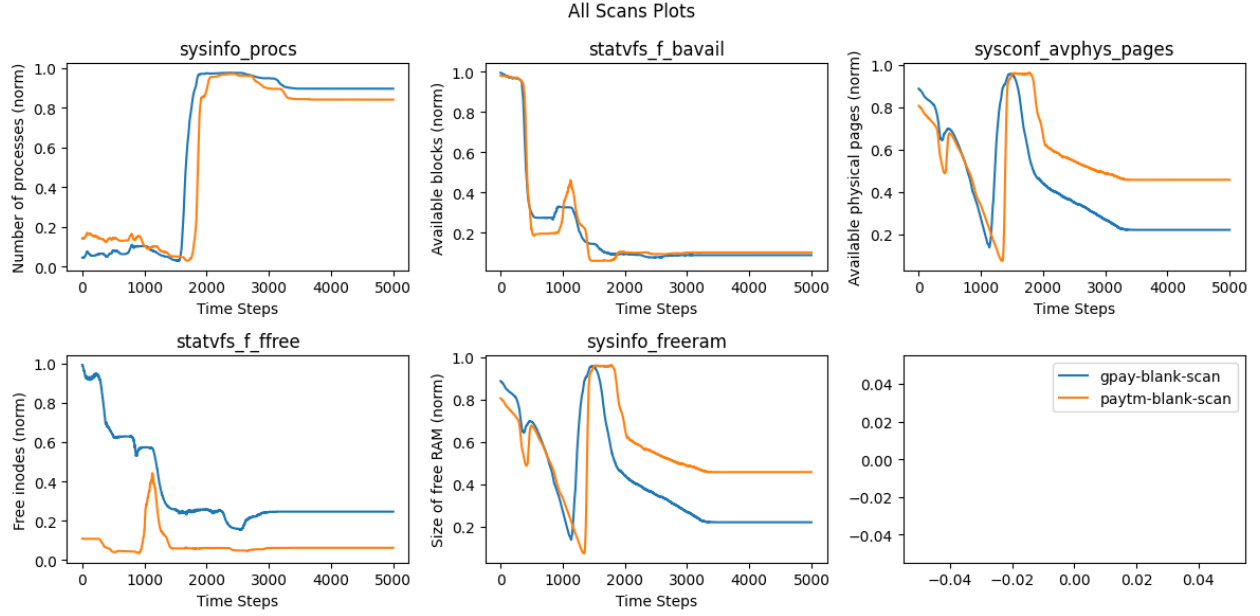 All Scans Plots
sysinfo_procs
Number of processes (norm)
1.0
0.8
0.6
0.4
0.2
0.0
0 1000 2000 3000 4000 5000
Time Steps
statvfs_f_bavail
Available blocks (norm)
1.0
0.8
0.6
0.4
0.2
0 1000 2000 3000 4000 5000
Time Steps
sysconf_avphys_pages
Available physical pages (norm)
1.0
0.8
0.6
0.4
0.2
0 1000 2000 3000 4000 5000
Time Steps
statvfs_f_ffree
Free inodes (norm)
1.0
0.8
0.6
0.4
0.2
0.0
0 1000 2000 3000 4000 5000
Time Steps
sysinfo_freeram
Size of free RAM (norm)
1.0
0.8
0.6
0.4
0.2
0 1000 2000 3000 4000 5000
Time Steps
gpay-blank-scan
paytm-blank-scan
0.04
0.02
0.00
−0.02
−0.04
−0.04 −0.02 0.00 0.02 0.04